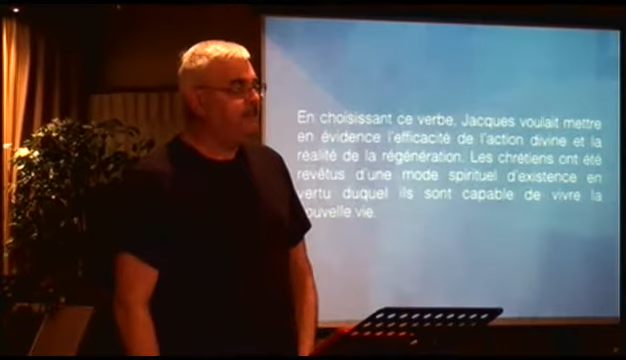 En choisissant ce verbe, Jacques voulait mettre
en évidence l'efficacité de l'action divine et la
réalité de la régénération. Les chrétiens ont été
revêtus d'une mode spirituel d'existence en
vertu duquel ils sont capable de vivre la
nouvelle vie.